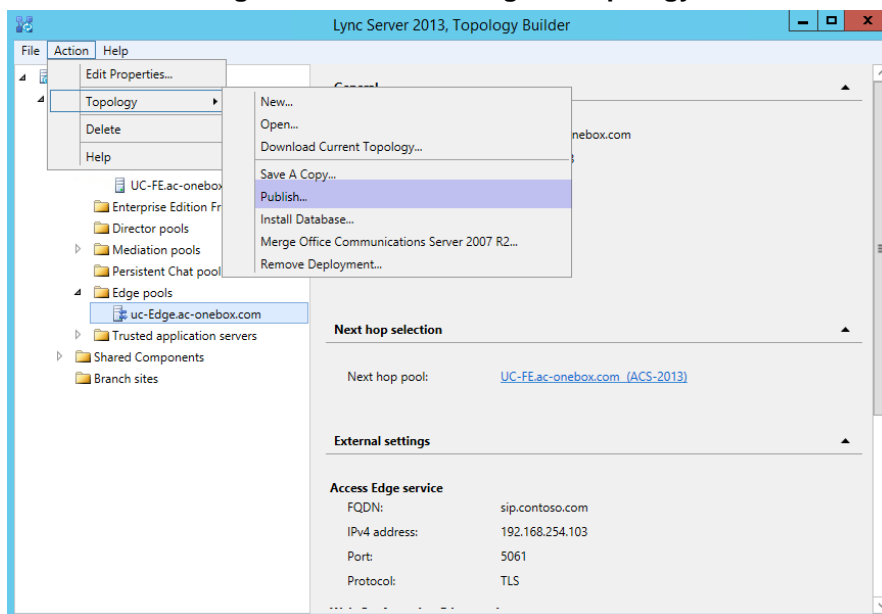 Lync Server 2013, Topology Builder
File Action Help
Edit Properties...
Topology
Delete
Help
New...
Open...
Download Current Topology...
Save A Copy...
Publish...
Install Database...
Merge Office Communications Server 2007 R2...
Remove Deployment...
UC-FE.ac-onebox
Enterprise Edition Fr
Director pools
Mediation pools
Persistent Chat pool
Edge pools
uc-Edge.ac-onebox.com
Trusted application servers
Shared Components
Branch sites
General
nebox.com
Next hop selection
Next hop pool: UC-FE.ac-onebox.com (ACS-2013)
External settings
Access Edge service
FQDN: sip.contoso.com
IPv4 address: 192.168.254.103
Port: 5061
Protocol: TLS